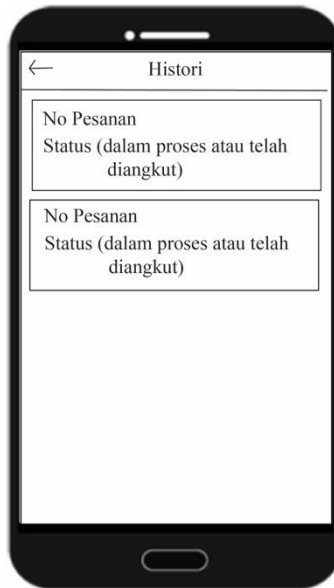 Histori
No Pesanan
Status (dalam proses atau telah
diangkut)
No Pesanan
Status (dalam proses atau telah
diangkut)